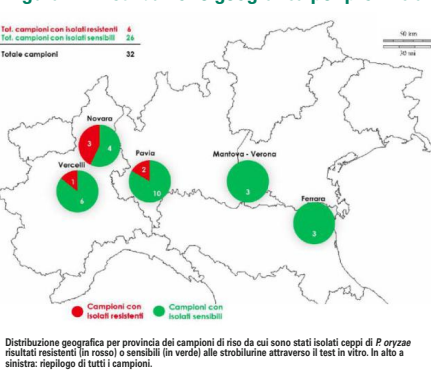 Tot. campioni con isolati resistenti 6
Tot. campioni con isolati sensibili 26
Totale campioni 32
50 km
30 mi
Novara
3
4
Vercelli
1
6
Pavia
2
10
Mantova - Verona
3
Ferrara
3
Campioni con isolati resistenti
Campioni con isolati sensibili
Distribuzione geografica per provincia dei campioni di riso da cui sono stati isolati ceppi di P oryzae
risultati resistenti (in rosso) o sensibili (in verde) alle strobilurine attraverso il test in vitro. In alto a
sinistra: riepilogo di tutti i campioni.